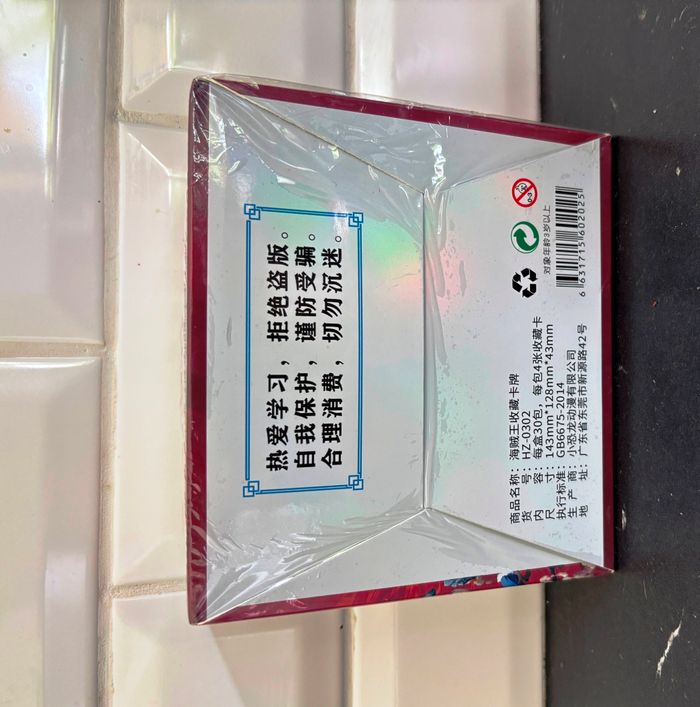 热爱学习，拒绝盗版。
自我保护，谨防受骗。
合理消费，切勿沉迷。
商品名称：海贼王收藏卡牌
货 号：HZ-0302
内 容：每盒30包，每包4张收藏卡
尺 寸：143mm*128mm*43mm
执行标准：GB6675-2014
生 产 商：小恐龙动漫有限公司
地 址：广东省东莞市新源路42号
0-3
对象年龄3岁以上
6 631715 602025